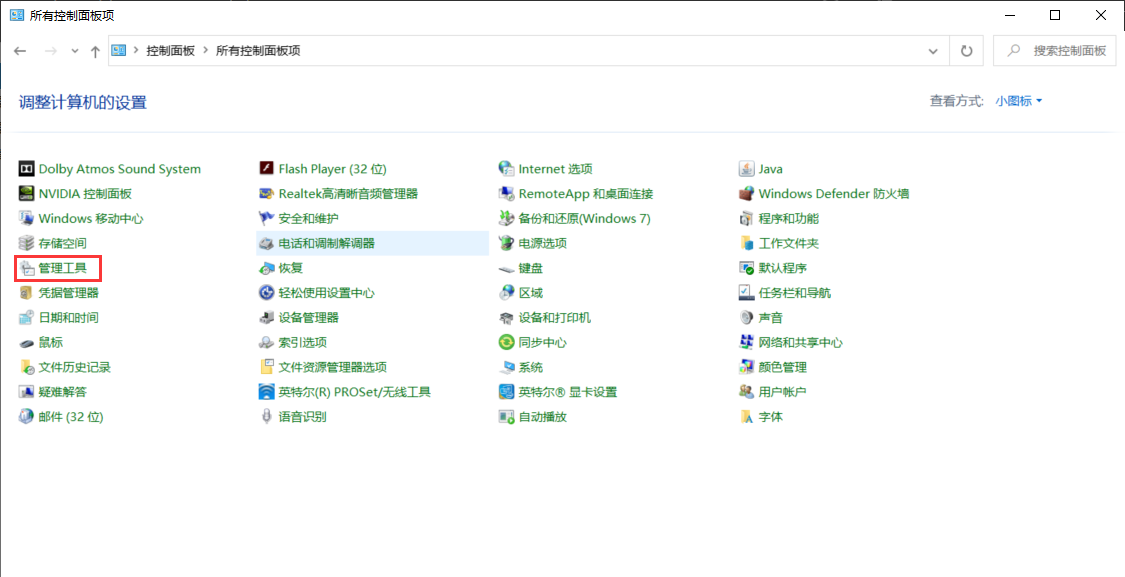 所有控制面板项
控制面板 > 所有控制面板项
搜索控制面板
调整计算机的设置
查看方式: 小图标
Dolby Atmos Sound System
Flash Player (32 位)
Internet 选项
Java
NVIDIA 控制面板
Realtek高清晰音频管理器
RemoteApp 和桌面连接
Windows Defender 防火墙
Windows 移动中心
安全和维护
备份和还原(Windows 7)
程序和功能
存储空间
电话和调制解调器
电源选项
工作文件夹
管理工具
恢复
键盘
默认程序
凭据管理器
轻松使用设置中心
区域
任务栏和导航
日期和时间
设备管理器
设备和打印机
声音
鼠标
索引选项
同步中心
网络和共享中心
文件历史记录
文件资源管理器选项
系统
颜色管理
疑难解答
英特尔(R) PROSet/无线工具
英特尔® 显卡设置
用户帐户
邮件 (32 位)
语音识别
自动播放
字体